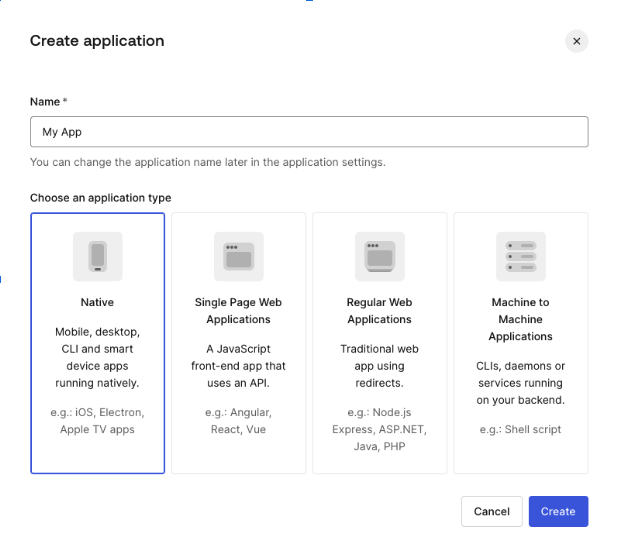 Create application
Name *
My App
You can change the application name later in the application settings.
Choose an application type
Native
Mobile, desktop,
CLI and smart
device apps
running natively.
e.g.: iOS, Electron,
Apple TV apps
Single Page Web
Applications
A JavaScript
front-end app that
uses an API.
e.g.: Angular,
React, Vue
Regular Web
Applications
Traditional web
app using
redirects.
e.g.: Node.js
Express, ASP.NET,
Java, PHP
Machine to
Machine
Applications
CLIs, daemons or
services running
on your backend.
e.g.: Shell script
Cancel
Create